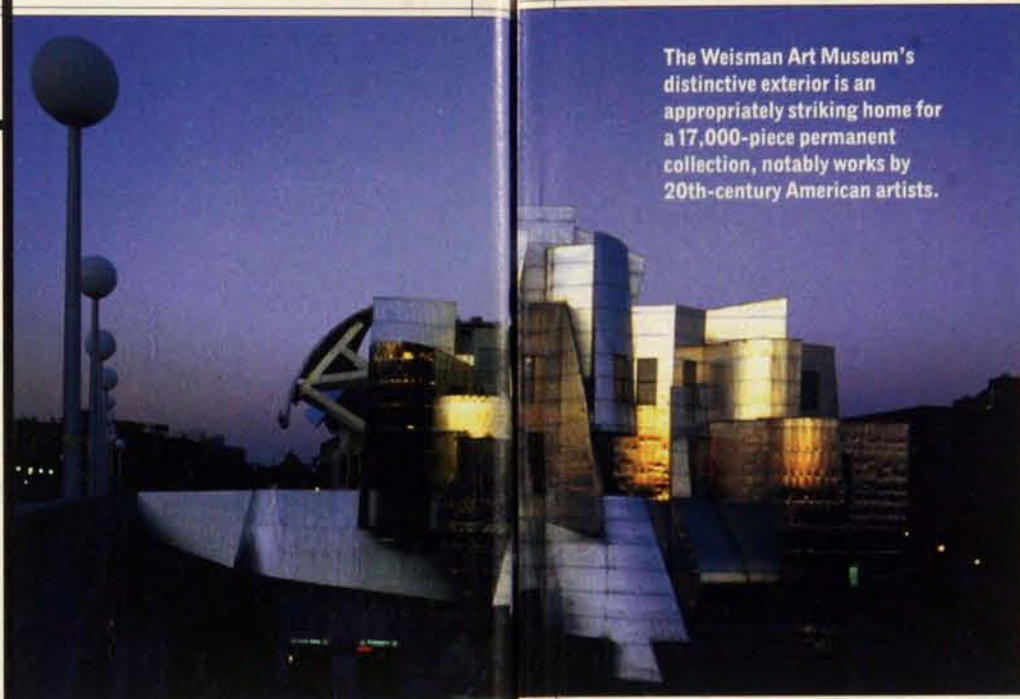 The Weisman Art Museum's
distinctive exterior is an
appropriately striking home for
a 17,000-piece permanent
collection, notably works by
20th-century American artists.